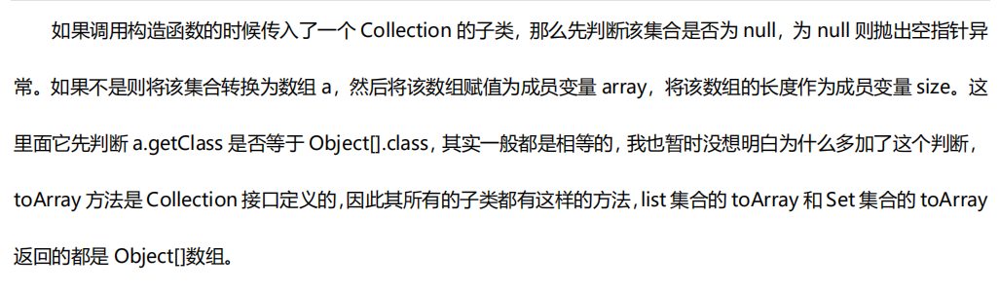 如果调用构造函数的时候传入了一个 Collection 的子类，那么先判断该集合是否为 null，为 null 则抛出空指针异
常。如果不是则将该集合转换为数组 a，然后将该数组赋值为成员变量 array，将该数组的长度作为成员变量 size。这
里面它先判断 a.getClass 是否等于 Object[].class，其实一般都是相等的，我也暂时没想明白为什么多加了这个判断，
toArray 方法是 Collection 接口定义的，因此其所有的子类都有这样的方法，list 集合的 toArray 和 Set 集合的 toArray
返回的都是 Object[]数组。